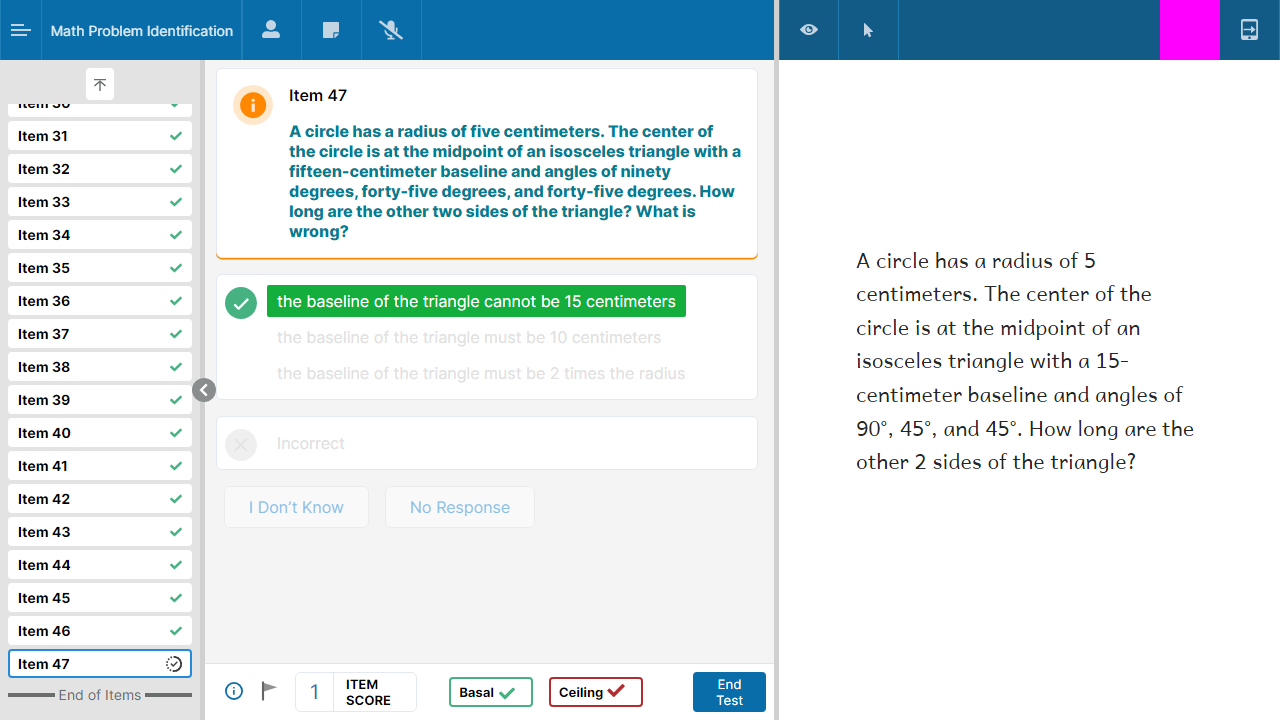 Math Problem Identification
Item 30
Item 31
Item 32
Item 33
Item 34
Item 35
Item 36
Item 37
Item 38
Item 39
Item 40
Item 41
Item 42
Item 43
Item 44
Item 45
Item 46
Item 47
End of Items
Item 47
A circle has a radius of five centimeters. The center of
the circle is at the midpoint of an isosceles triangle with a
fifteen-centimeter baseline and angles of ninety
degrees, forty-five degrees, and forty-five degrees. How
long are the other two sides of the triangle? What is
wrong?
the baseline of the triangle cannot be 15 centimeters
the baseline of the triangle must be 10 centimeters
the baseline of the triangle must be 2 times the radius
Incorrect
I Don't Know
No Response
1
ITEM
SCORE
Basal
Ceiling
End
Test
A circle has a radius of 5
centimeters. The center of the
circle is at the midpoint of an
isosceles triangle with a 15-
centimeter baseline and angles of
90°, 45°, and 45°. How long are the
other 2 sides of the triangle?